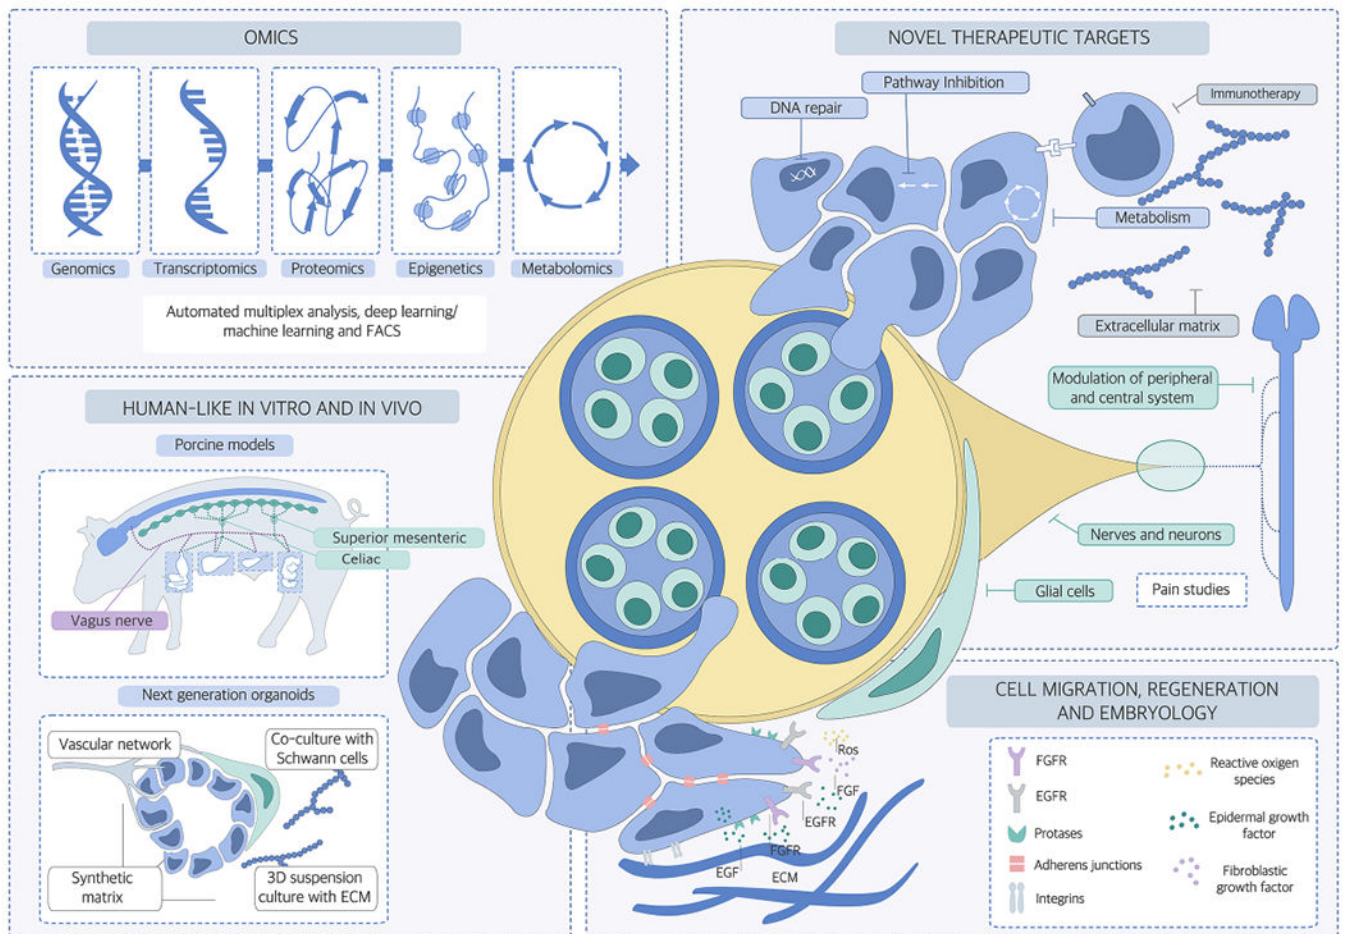 OMICS
Genomics
Transcriptomics
Proteomics
Epigenetics
Metabolomics
Automated multiplex analysis, deep learning/
machine learning and FACS
NOVEL THERAPEUTIC TARGETS
Pathway Inhibition
DNA repair
Immunotherapy
Metabolism
Extracellular matrix
Modulation of peripheral
and central system
Nerves and neurons
Glial cells
Pain studies
HUMAN-LIKE IN VITRO AND IN VIVO
Porcine models
Superior mesenteric
Celiac
Vagus nerve
Next generation organoids
Vascular network
Co-culture with
Schwann cells
Synthetic
matrix
3D suspension
culture with ECM
CELL MIGRATION, REGENERATION
AND EMBRYOLOGY
Ros
FGF
EGFR
FGFR
EGF
ECM
FGFR
EGFR
Protases
Adherens junctions
Integrins
Reactive oxigen
species
Epidermal growth
factor
Fibroblastic
growth factor